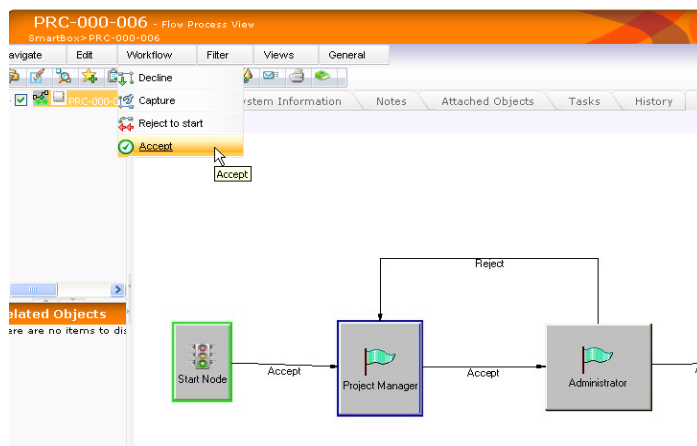 PRC-000-006 - Flow Process View
SmartBox> PRC-000-006
avigate Edit Workflow Filter Views General
Decline
PRC-000-0 Capture stem Information Notes Attached Objects Tasks History
Reject to start
Accept
Accept
Reject
elated Objects
ere are no items to dis
Start Node Accept Project Manager Accept Administrator